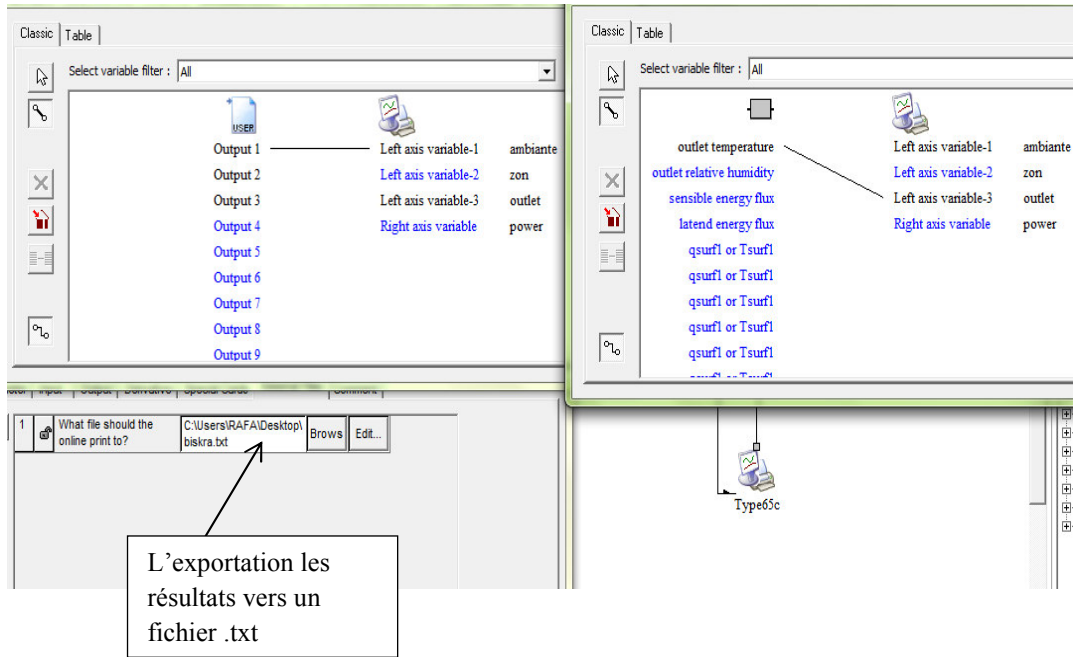 Classic Table
Select variable filter : All
USER
Output 1 Left axis variable-1 ambiante
Output 2 Left axis variable-2 zon
Output 3 Left axis variable-3 outlet
Output 4 Right axis variable power
Output 5
Output 6
Output 7
Output 8
Output 9
Classic Table
Select variable filter : All
outlet temperature Left axis variable-1 ambiante
outlet relative humidity Left axis variable-2 zon
sensible energy flux Left axis variable-3 outlet
latend energy flux Right axis variable power
qsurf1 or Tsurf1
qsurf1 or Tsurf1
qsurf1 or Tsurf1
qsurf1 or Tsurf1
qsurf1 or Tsurf1
Input Output Derivative Special Cards Comment
1 What file should the online print to? C:\Users\RAFA\Desktop\
biskra.txt Brows Edit...
Type65c
L’exportation les
résultats vers un
fichier .txt